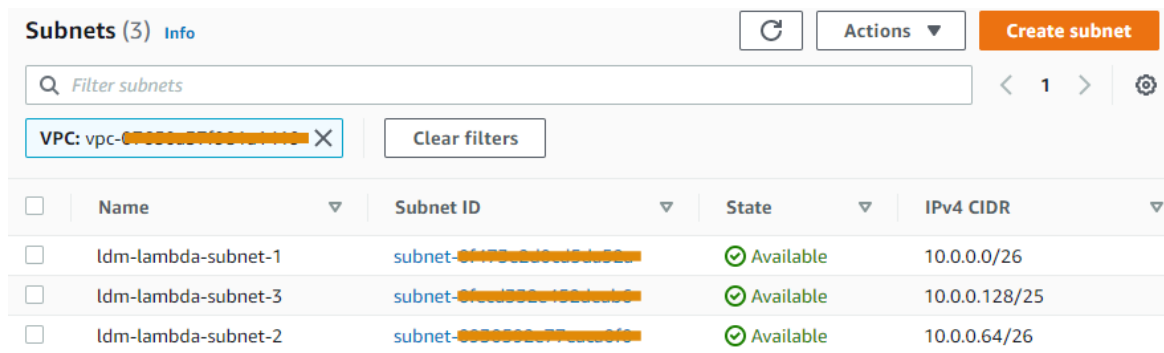 Subnets (3) Info
Actions
Create subnet
Filter subnets
1
VPC: vpc-
Clear filters
Name Subnet ID State IPv4 CIDR
ldm-lambda-subnet-1 subnet- Available 10.0.0.0/26
ldm-lambda-subnet-3 subnet- Available 10.0.0.128/25
ldm-lambda-subnet-2 subnet- Available 10.0.0.64/26